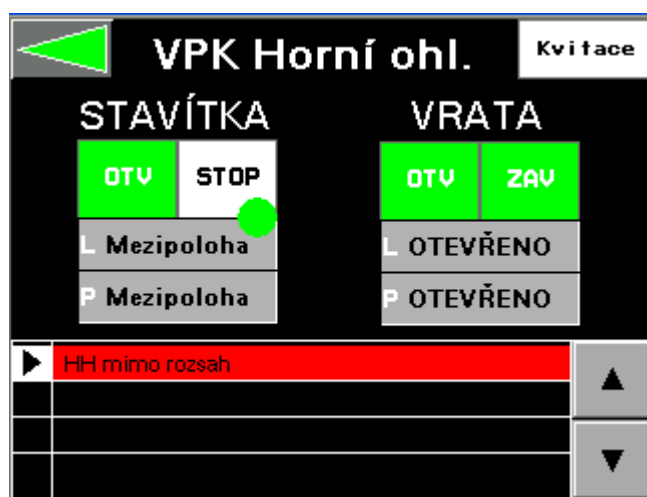 VPK Horní ohl.
Kvitace
STAVÍTKA
VRATA
OTV
STOP
OTV
ZAV
L Mezipoloha
L OTEVŘENO
P Mezipoloha
P OTEVŘENO
HH mimo rozsah